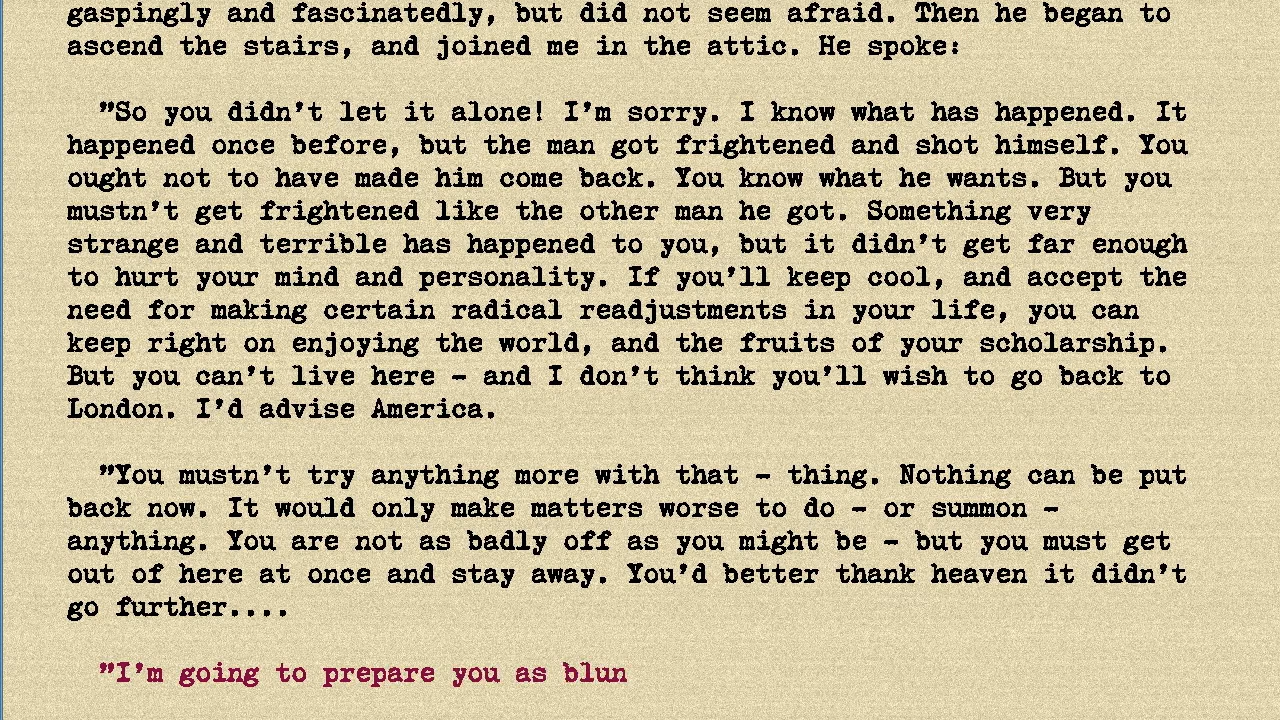 gaspingly and fascinatedly, but did not seem afraid. Then he began to
ascend the stairs, and joined me in the attic. He spoke:
”So you didn’t let it alone! I’m sorry. I know what has happened. It
happened once before, but the man got frightened and shot himself. You
ought not to have made him come back. You know what he wants. But you
mustn’t get frightened like the other man he got. Something very
strange and terrible has happened to you, but it didn’t get far enough
to hurt your mind and personality. If you’ll keep cool, and accept the
need for making certain radical readjustments in your life, you can
keep right on enjoying the world, and the fruits of your scholarship.
But you can’t live here – and I don’t think you’ll wish to go back to
London. I’d advise America.
”You mustn’t try anything more with that – thing. Nothing can be put
back now. It would only make matters worse to do – or summon –
anything. You are not as badly off as you might be – but you must get
out of here at once and stay away. You’d better thank heaven it didn’t
go further....
”I’m going to prepare you as blun